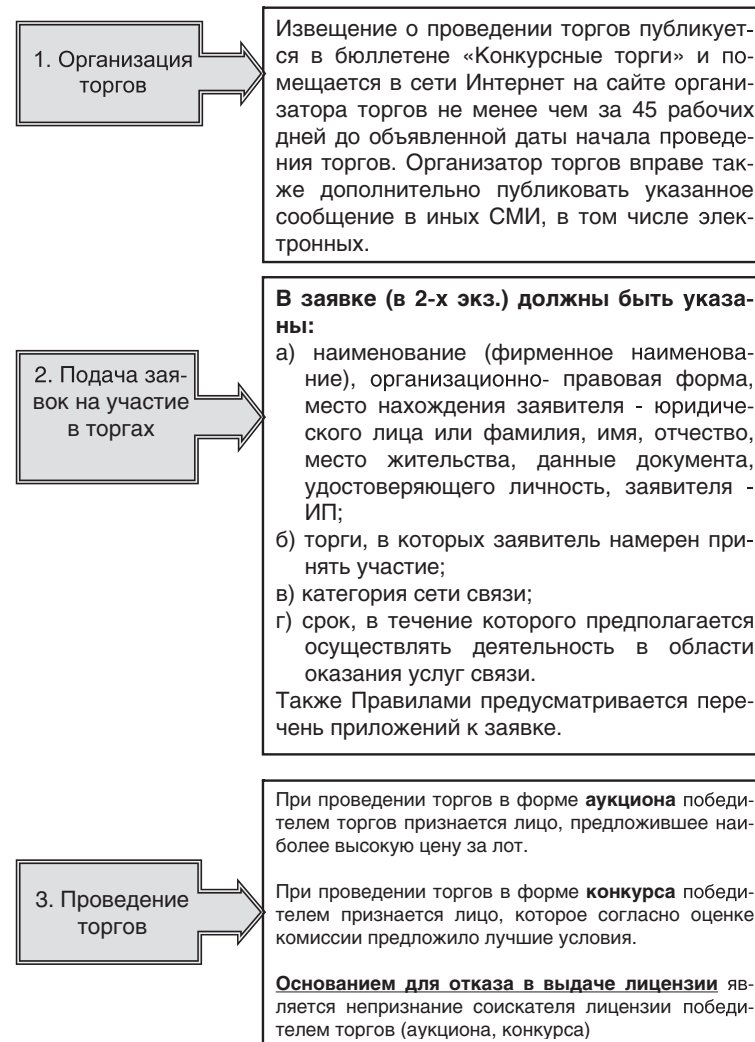 1. Организация
торгов
Извещение о проведении торгов публикует-
ся в бюллетене «Конкурсные торги» и по-
мещается в сети Интернет на сайте органи-
затора торгов не менее чем за 45 рабочих
дней до объявленной даты начала проведе-
ния торгов. Организатор торгов вправе так-
же дополнительно публиковать указанное
сообщение в иных СМИ, в том числе элек-
тронных.
2. Подача зая-
вок на участие
в торгах
В заявке (в 2-х экз.) должны быть указа-
ны:
а) наименование (фирменное наименова-
ние), организационно- правовая форма,
место нахождения заявителя - юридиче-
ского лица или фамилия, имя, отчество,
место жительства, данные документа,
удостоверяющего личность, заявителя -
ИП;
б) торги, в которых заявитель намерен при-
нять участие;
в) категория сети связи;
г) срок, в течение которого предполагается
осуществлять деятельность в области
оказания услуг связи.
Также Правилами предусматривается пере-
чень приложений к заявке.
3. Проведение
торгов
При проведении торгов в форме аукциона победи-
телем торгов признается лицо, предложившее наи-
более высокую цену за лот.
При проведении торгов в форме конкурса победи-
телем признается лицо, которое согласно оценке
комиссии предложило лучшие условия.
Основанием для отказа в выдаче лицензии яв-
ляется непризнание соискателя лицензии победи-
телем торгов (аукциона, конкурса)